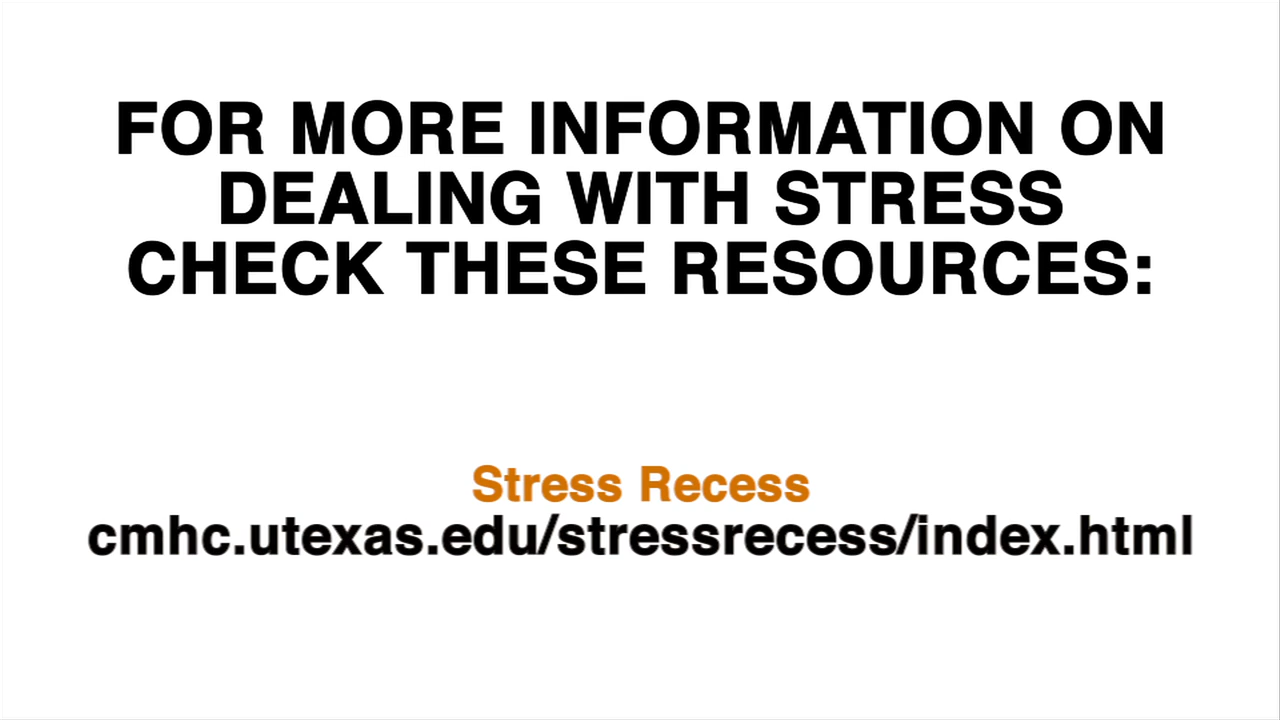 FOR MORE INFORMATION ON
DEALING WITH STRESS
CHECK THESE RESOURCES:
Stress Recess
cmhc.utexas.edu/stressrecess/index.html